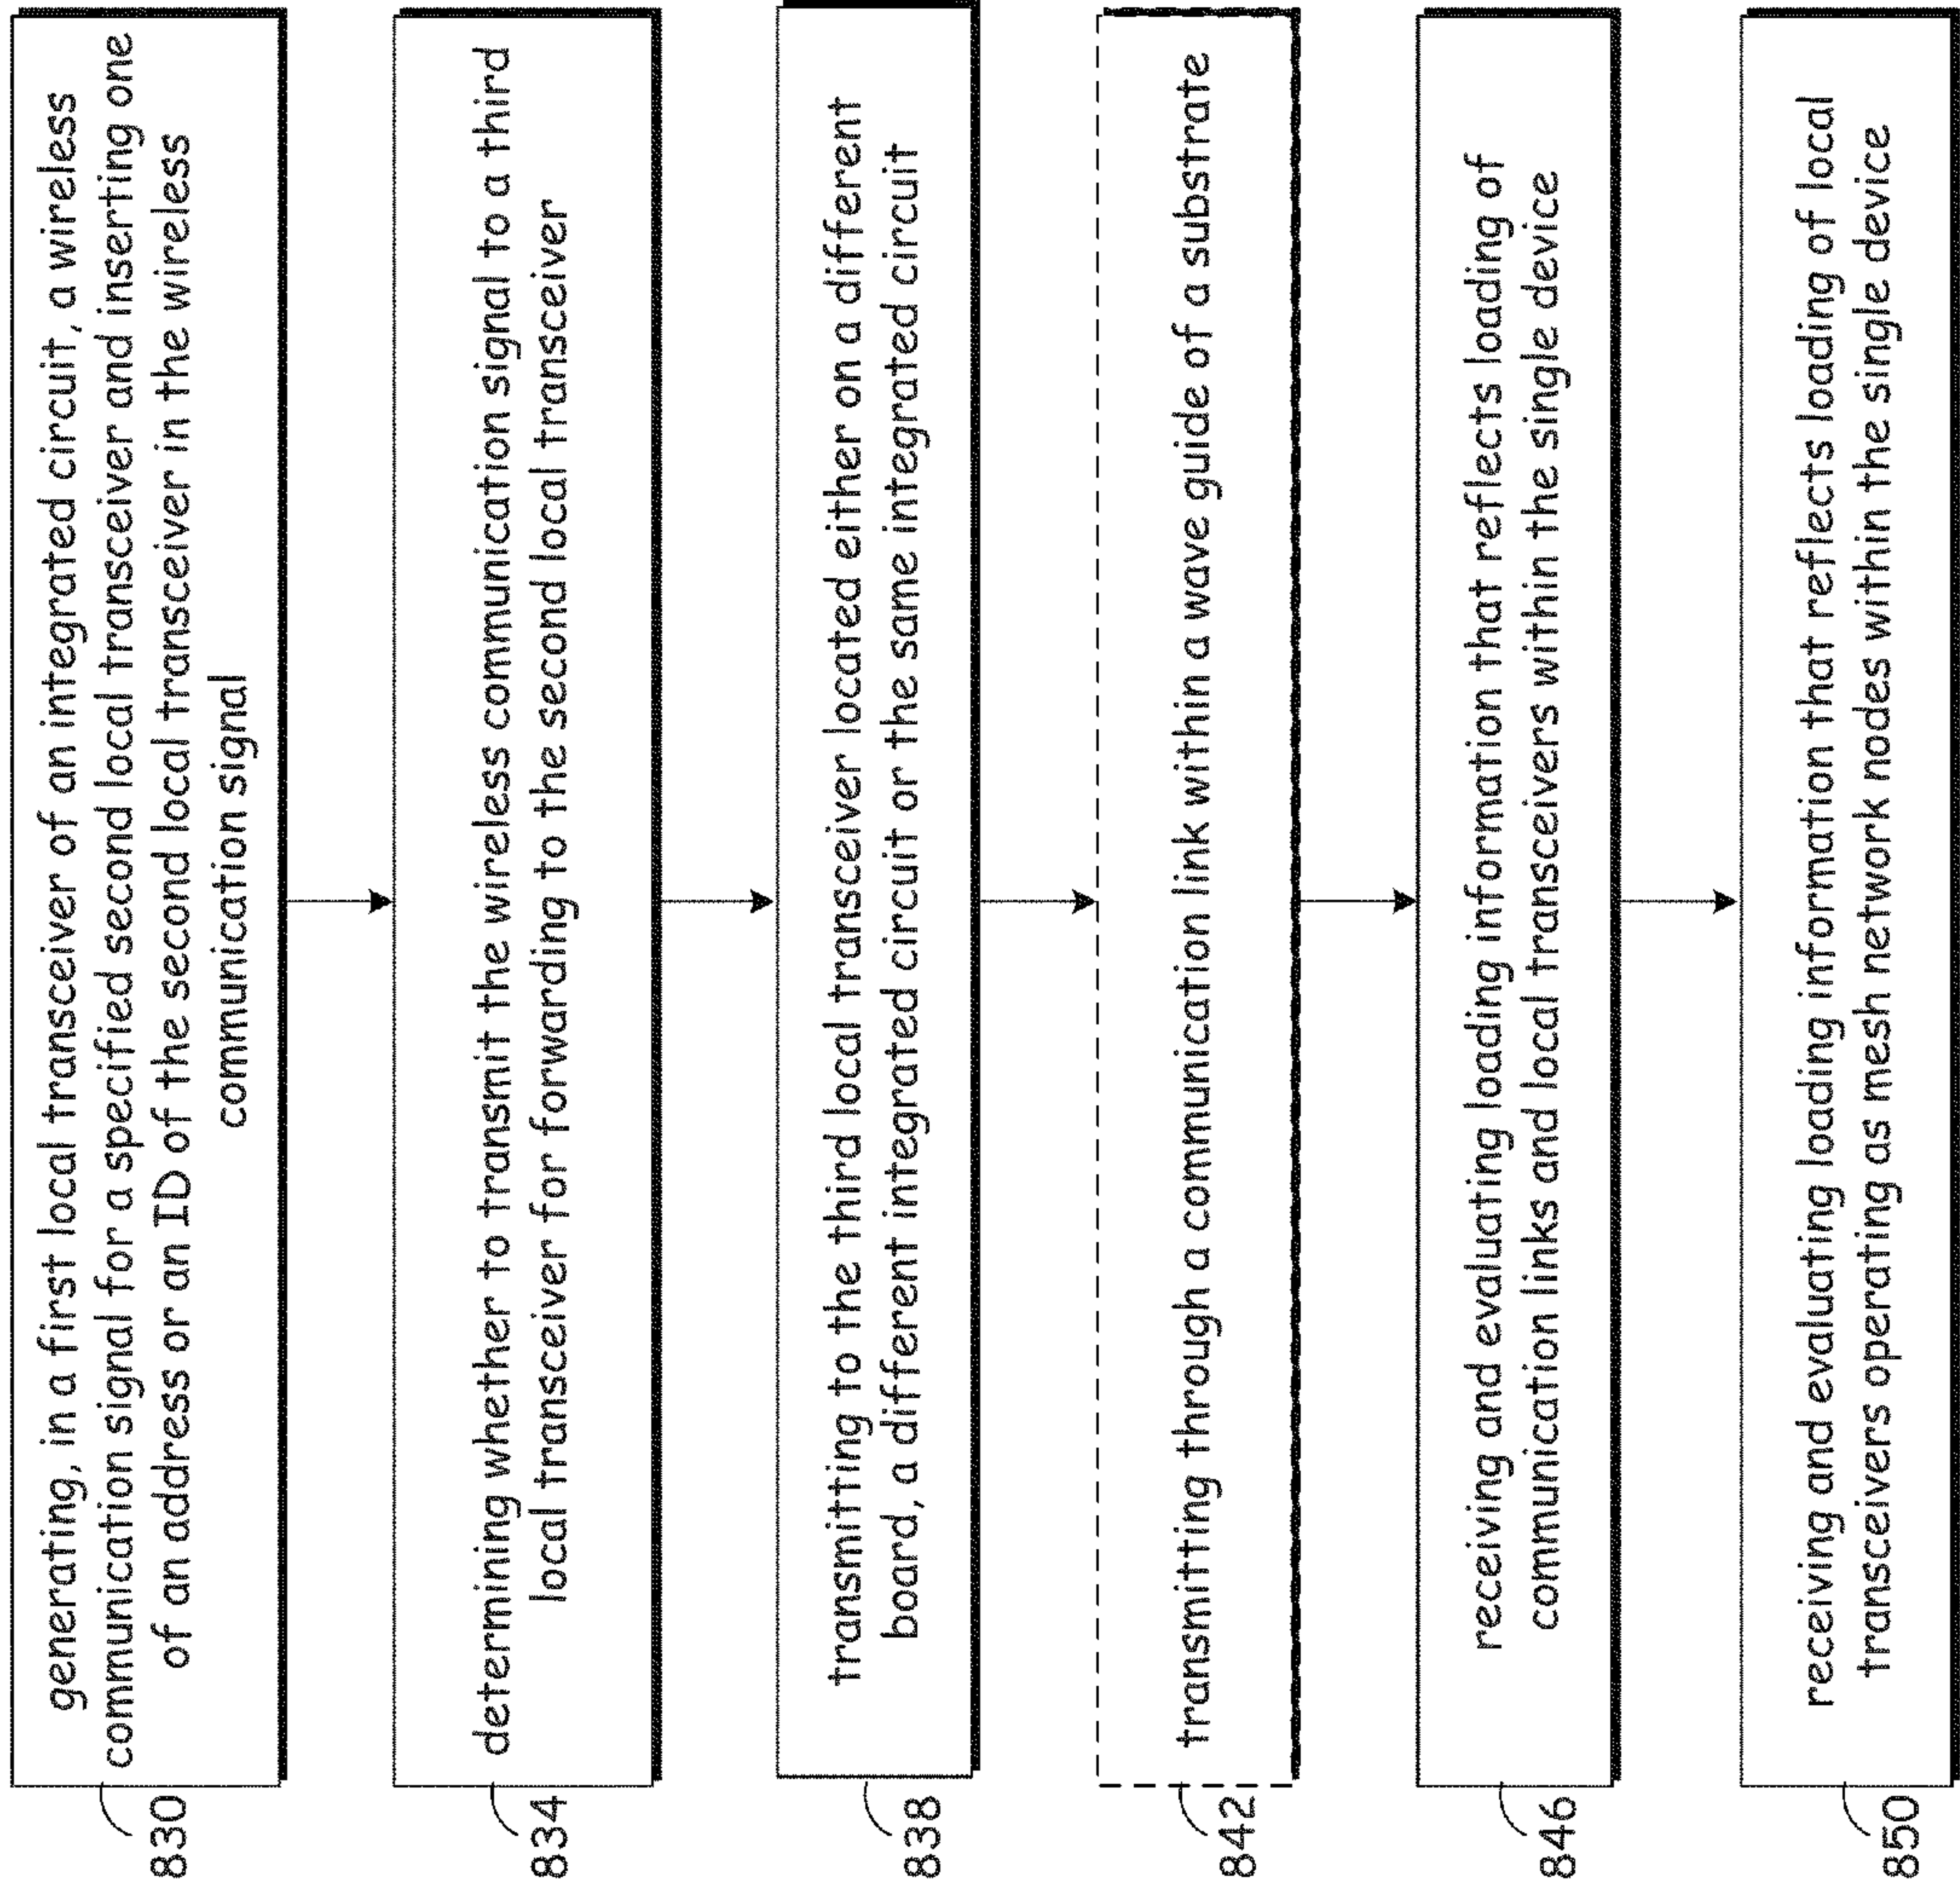 generating, in a first local transceiver of an integrated circuit, a wireless
communication signal for a specified second local transceiver and inserting one
of an address or an ID of the second local transceiver in the wireless
communication signal
830
determining whether to transmit the wireless communication signal to a third
local transceiver for forwarding to the second local transceiver
834
transmitting to the third local transceiver located either on a different
board, a different integrated circuit or the same integrated circuit
838
transmitting through a communication link within a wave guide of a substrate
842
receiving and evaluating loading information that reflects loading of
communication links and local transceivers within the single device
846
receiving and evaluating loading information that reflects loading of local
transceivers operating as mesh network nodes within the single device
850